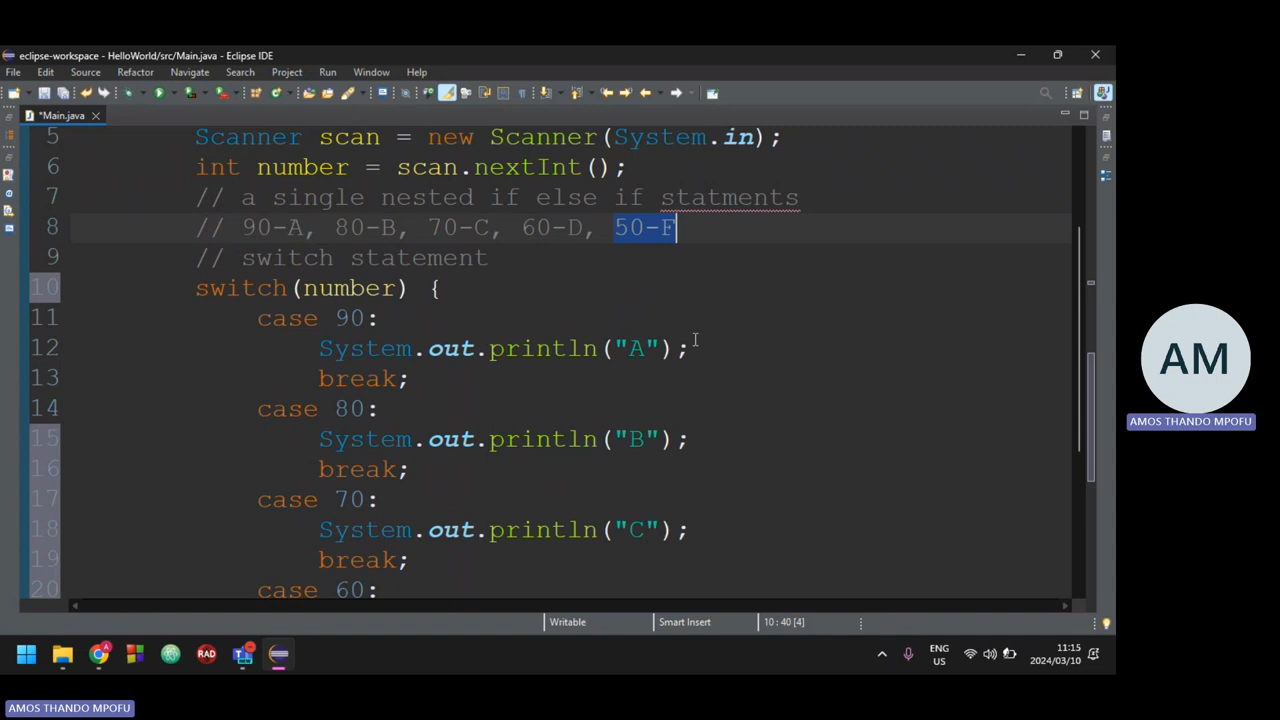 eclipse-workspace - HelloWorld/src/Main.java - Eclipse IDE
File Edit Source Refactor Navigate Search Project Run Window Help
*Main.java
5 Scanner scan = new Scanner(System.in);
6 int number = scan.nextInt();
7 // a single nested if else if statments
8 // 90-A, 80-B, 70-C, 60-D, 50-F
9 // switch statement
10 switch(number) {
11 case 90:
12 System.out.println("A");
13 break;
14 case 80:
15 System.out.println("B");
16 break;
17 case 70:
18 System.out.println("C");
19 break;
20 case 60:
Writable Smart Insert 10 : 40 [4]
AM
AMOS THANDO MPOFU
RAD
ENG
US
11:15
2024/03/10
AMOS THANDO MPOFU